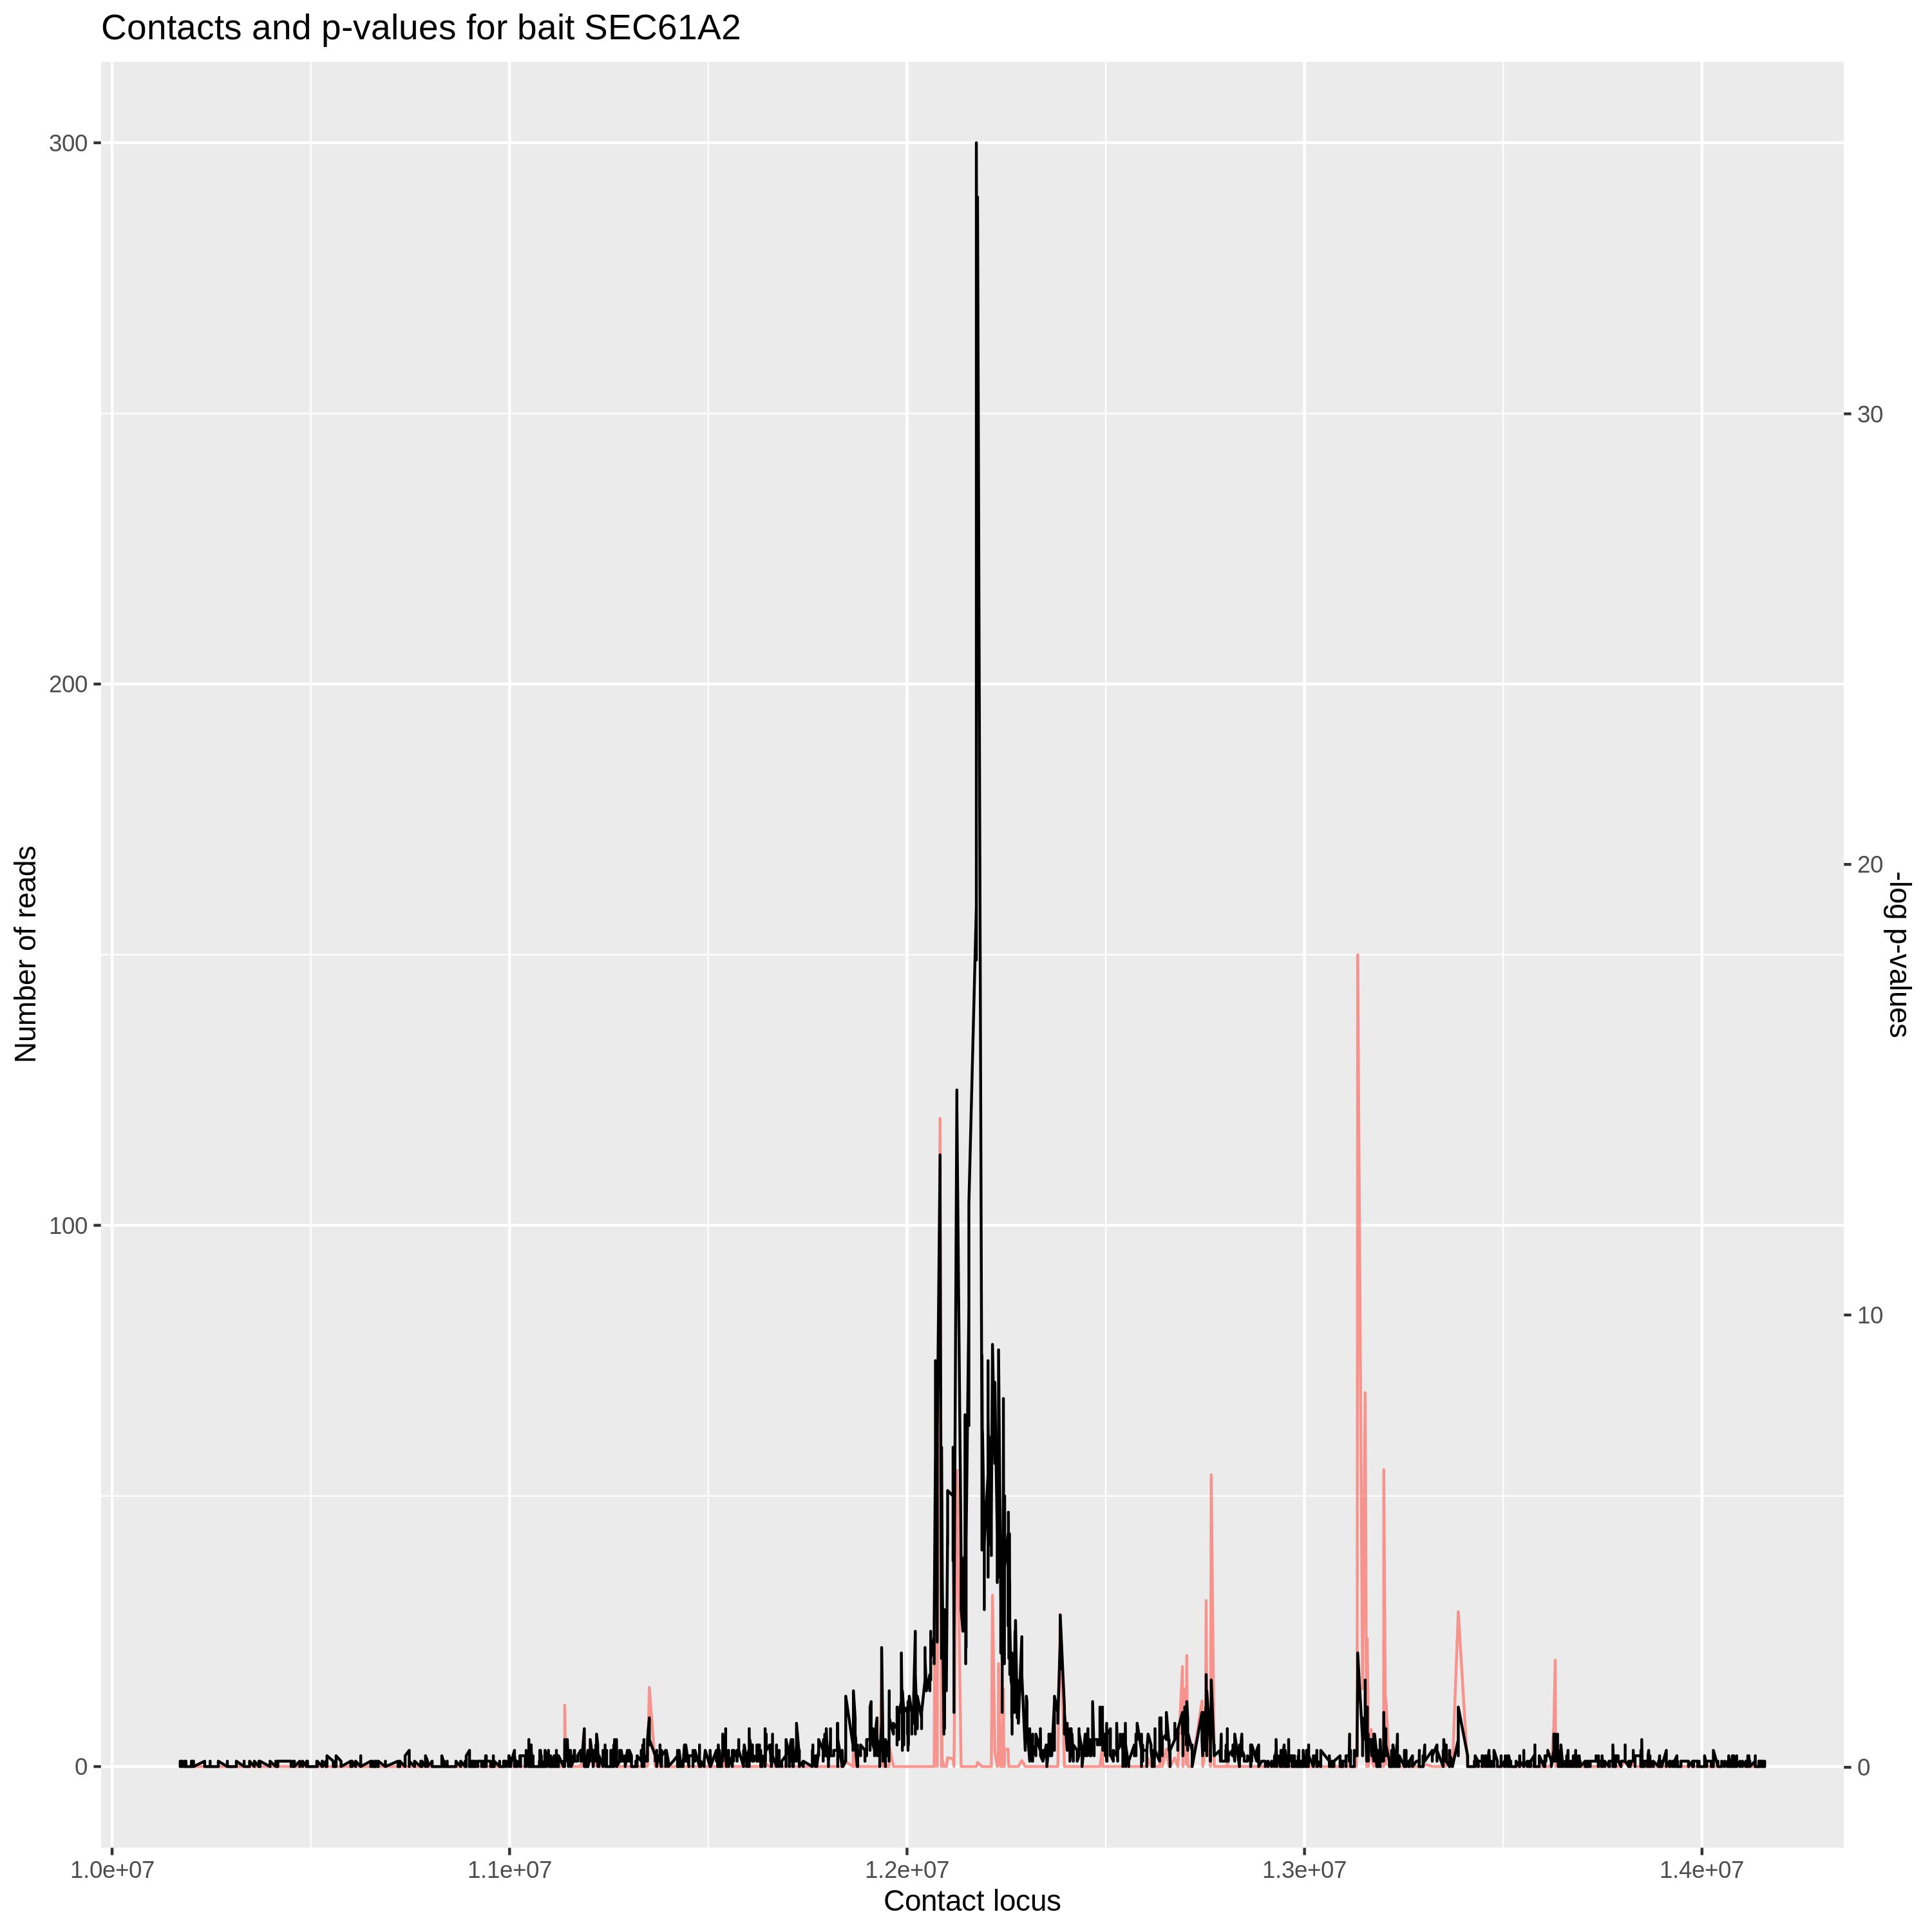 Contacts and p-values for bait SEC61A2
300
200
100
0
Number of reads
30
20
10
0
-log p-values
1.0e+07
1.1e+07
1.2e+07
1.3e+07
1.4e+07
Contact locus